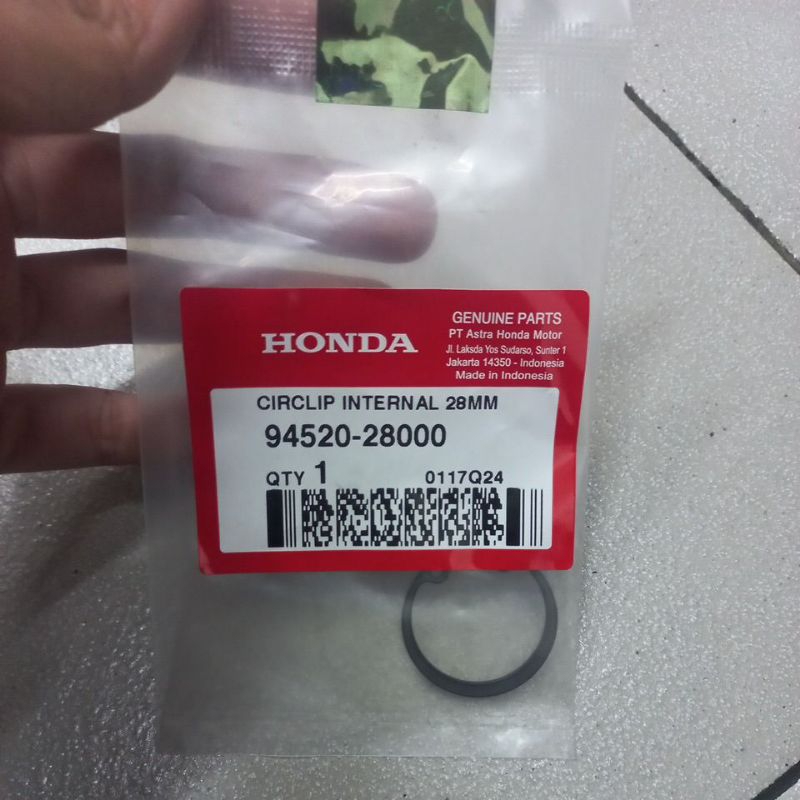 HONDA
GENUINE PARTS
PT Astra Honda Motor
Jl. Laksda Yos Sudarso, Sunter 1
Jakarta 14350 - Indonesia
Made in Indonesia
CIRCLIP INTERNAL 28MM
94520-28000
QTY 1 0117Q24